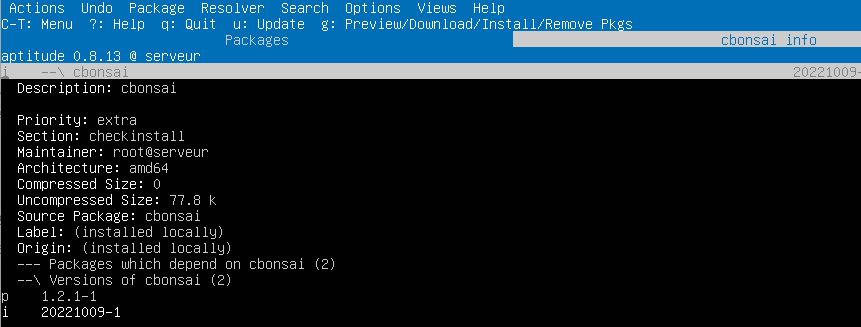 Actions  Undo  Package  Resolver  Search  Options  Views  Help
C-T: Menu  ?: Help  q: Quit  u: Update  g: Preview/Download/Install/Remove Pkgs
Packages cbonsai info
aptitude 0.8.13 @ serveur
i --\ cbonsai 20221009-
Description: cbonsai
Priority: extra
Section: checkinstall
Maintainer: root@serveur
Architecture: amd64
Compressed Size: 0
Uncompressed Size: 77.8 k
Source Package: cbonsai
Label: (installed locally)
Origin: (installed locally)
--- Packages which depend on cbonsai (2)
--\ Versions of cbonsai (2)
p 1.2.1-1
i 20221009-1